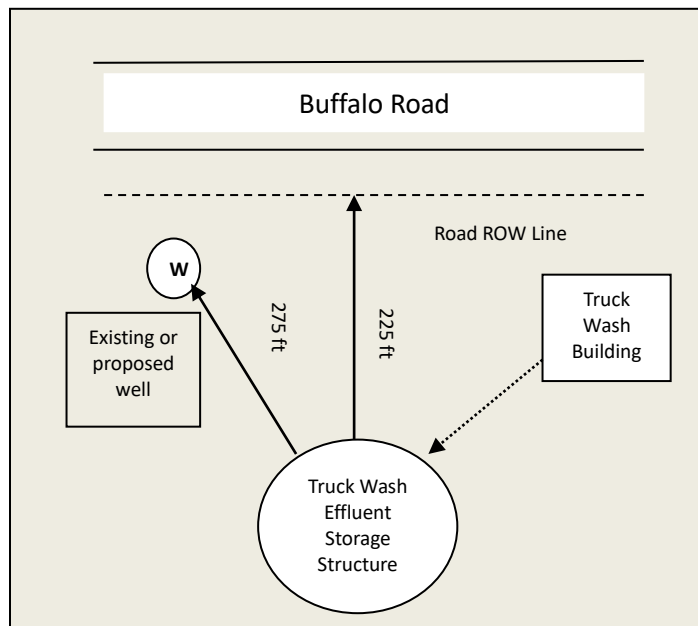 Buffalo Road
Road ROW Line
W
275 ft
225 ft
Truck
Wash
Building
Existing or
proposed
well
Truck Wash
Effluent
Storage
Structure